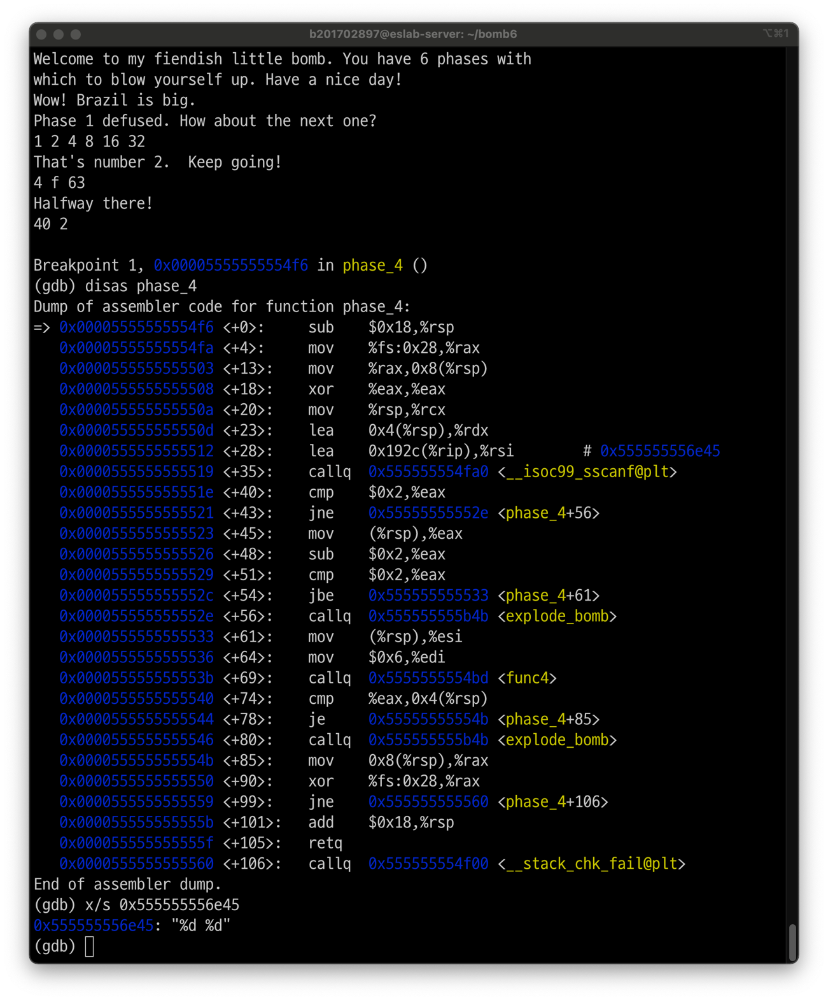 b201702897@eslab-server: ~/bomb6
⌥⌘1
Welcome to my fiendish little bomb. You have 6 phases with
which to blow yourself up. Have a nice day!
Wow! Brazil is big.
Phase 1 defused. How about the next one?
1 2 4 8 16 32
That's number 2.  Keep going!
4 f 63
Halfway there!
40 2
Breakpoint 1, 0x00005555555554f6 in phase_4 ()
(gdb) disas phase_4
Dump of assembler code for function phase_4:
=> 0x00005555555554f6 <+0>:     sub    $0x18,%rsp
   0x00005555555554fa <+4>:     mov    %fs:0x28,%rax
   0x0000555555555503 <+13>:    mov    %rax,0x8(%rsp)
   0x0000555555555508 <+18>:    xor    %eax,%eax
   0x000055555555550a <+20>:    mov    %rsp,%rcx
   0x000055555555550d <+23>:    lea    0x4(%rsp),%rdx
   0x0000555555555512 <+28>:    lea    0x192c(%rip),%rsi        # 0x555555556e45
   0x0000555555555519 <+35>:    callq  0x555555554fa0 <__isoc99_sscanf@plt>
   0x000055555555551e <+40>:    cmp    $0x2,%eax
   0x0000555555555521 <+43>:    jne    0x55555555552e <phase_4+56>
   0x0000555555555523 <+45>:    mov    (%rsp),%eax
   0x0000555555555526 <+48>:    sub    $0x2,%eax
   0x0000555555555529 <+51>:    cmp    $0x2,%eax
   0x000055555555552c <+54>:    jbe    0x555555555533 <phase_4+61>
   0x000055555555552e <+56>:    callq  0x555555555b4b <explode_bomb>
   0x0000555555555533 <+61>:    mov    (%rsp),%esi
   0x0000555555555536 <+64>:    mov    $0x6,%edi
   0x000055555555553b <+69>:    callq  0x5555555554bd <func4>
   0x0000555555555540 <+74>:    cmp    %eax,0x4(%rsp)
   0x0000555555555544 <+78>:    je     0x55555555554b <phase_4+85>
   0x0000555555555546 <+80>:    callq  0x555555555b4b <explode_bomb>
   0x000055555555554b <+85>:    mov    0x8(%rsp),%rax
   0x0000555555555550 <+90>:    xor    %fs:0x28,%rax
   0x0000555555555559 <+99>:    jne    0x555555555560 <phase_4+106>
   0x000055555555555b <+101>:   add    $0x18,%rsp
   0x000055555555555f <+105>:   retq
   0x0000555555555560 <+106>:   callq  0x555555554f00 <__stack_chk_fail@plt>
End of assembler dump.
(gdb) x/s 0x555555556e45
0x555555556e45: "%d %d"
(gdb)